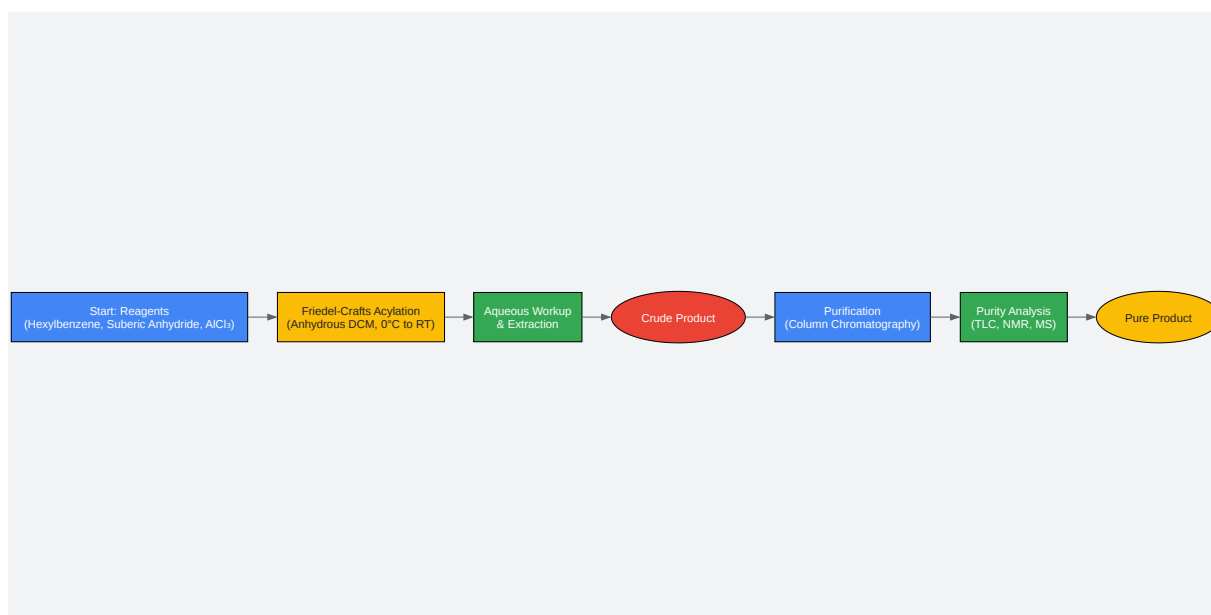 Start: Reagents
(Hexylbenzene, Suberic Anhydride, AlCl₃)
Friedel-Crafts Acylation
(Anhydrous DCM, 0°C to RT)
Aqueous Workup
& Extraction
Crude Product
Purification
(Column Chromatography)
Purity Analysis
(TLC, NMR, MS)
Pure Product